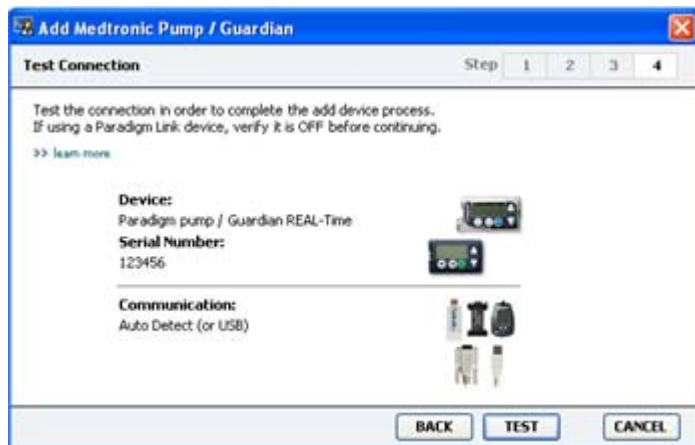 Add Medtronic Pump / Guardian
Test Connection
Step 1 2 3 4
Test the connection in order to complete the add device process.
If using a Paradigm Link device, verify it is OFF before continuing.
>> learn more
Device:
Paradigm pump / Guardian REAL-Time
Serial Number:
123456
Communication:
Auto Detect (or USB)
BACK TEST CANCEL